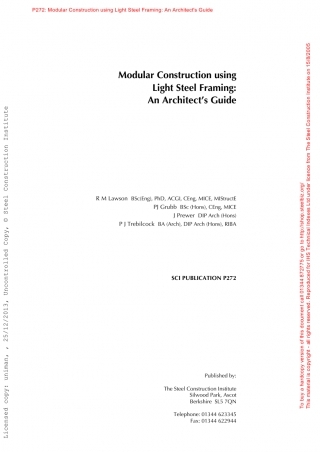 P272: Modular Construction using Light Steel Framing: An Architect's Guide
Modular Construction using
Light Steel Framing:
An Architect's Guide
R M Lawson BSc(Eng), PhD, ACGI, CEng, MICE, MIStructE
PJ Grubb BSc (Hons), CEng, MICE
J Prewer DIP Arch (Hons)
P J Trebilcock BA (Arch), DIP Arch (Hons), RIBA
SCI PUBLICATION P272
Published by:
The Steel Construction Institute
Silwood Park, Ascot
Berkshire SL5 7QN
Telephone: 01344 623345
Fax: 01344 622944
Licensed copy: uniman, , 25/12/2013, Uncontrolled Copy, © Steel Construction Institute
To buy a hardcopy version of this document call 01344 872775 or go to http://shop.steelbiz.org/
This material is copyright - all rights reserved. Reproduced for IHS Technical Indexes Ltd under licence from The Steel Construction Institute on 15/8/2005